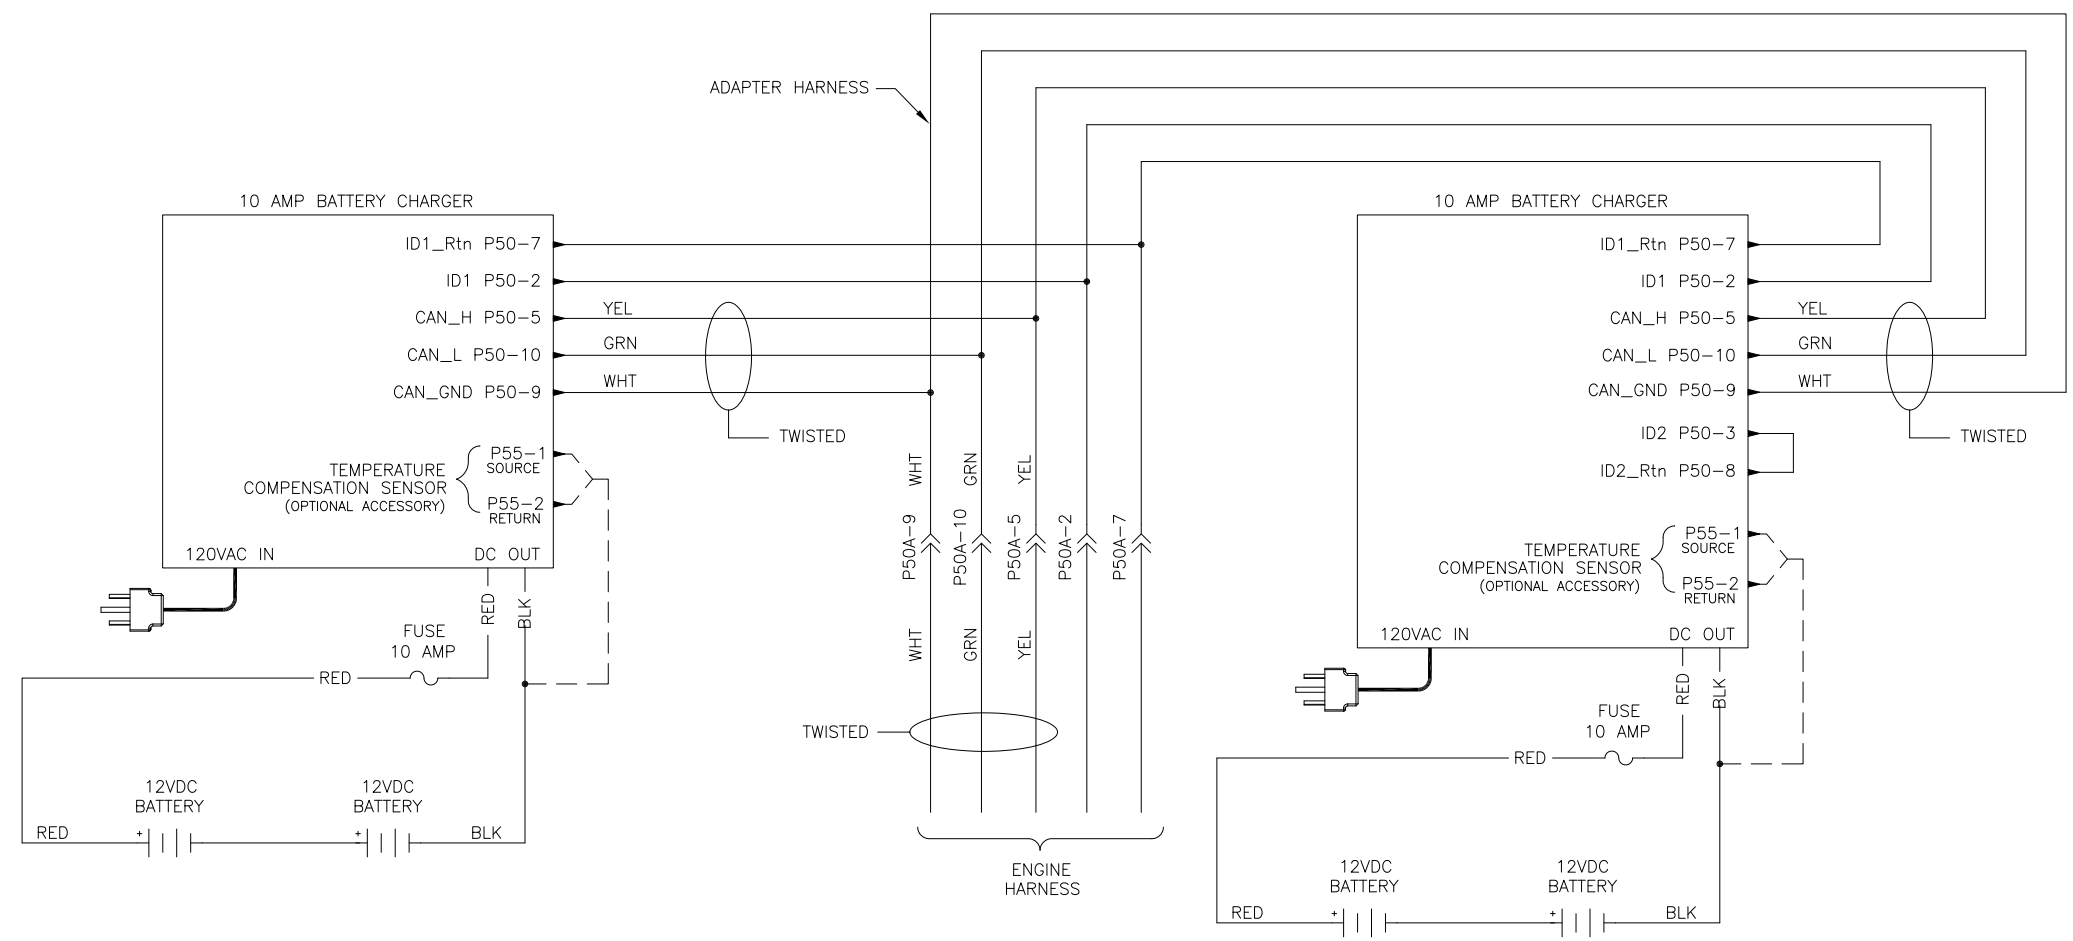 ADAPTER HARNESS
10 AMP BATTERY CHARGER
ID1_Rtn P50-7
ID1 P50-2
CAN_H P50-5
CAN_L P50-10
CAN_GND P50-9
YEL
GRN
WHT
TWISTED
P55-1
SOURCE
TEMPERATURE
COMPENSATION SENSOR
(OPTIONAL ACCESSORY)
P55-2
RETURN
120VAC IN
DC OUT
RED
BLK
FUSE
10 AMP
RED
12VDC
BATTERY
12VDC
BATTERY
RED
+
+
BLK
WHT
GRN
YEL
P50A-9
P50A-10
P50A-5
P50A-2
P50A-7
WHT
GRN
YEL
TWISTED
ENGINE
HARNESS
10 AMP BATTERY CHARGER
ID1_Rtn P50-7
ID1 P50-2
CAN_H P50-5
CAN_L P50-10
CAN_GND P50-9
ID2 P50-3
ID2_Rtn P50-8
YEL
GRN
WHT
TWISTED
P55-1
SOURCE
TEMPERATURE
COMPENSATION SENSOR
(OPTIONAL ACCESSORY)
P55-2
RETURN
120VAC IN
DC OUT
RED
BLK
FUSE
10 AMP
RED
12VDC
BATTERY
12VDC
BATTERY
RED
+
+
BLK